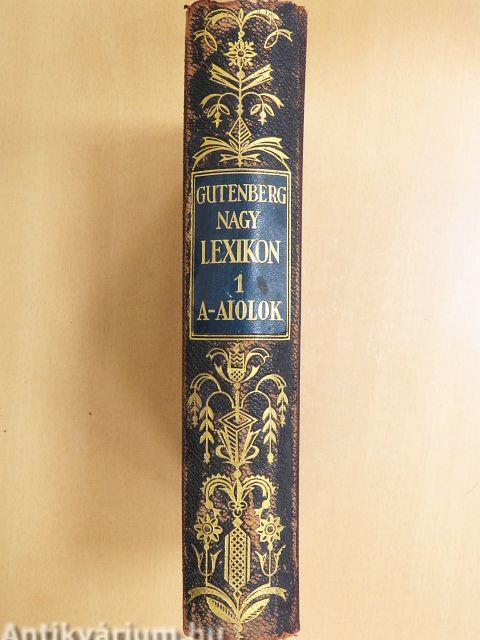 GUTENBERG
NAGY
LEXIKON
1
A-AIOLOK
Antikvárium.hu